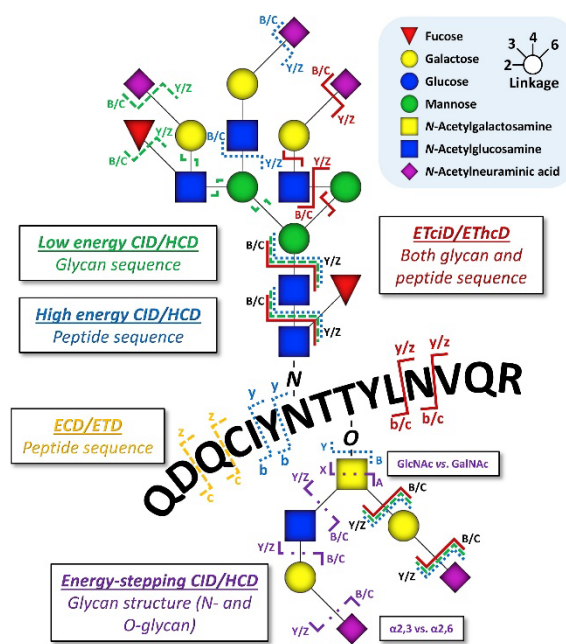 Fucose
Galactose
Glucose
Mannose
N-Acetylgalactosamine
N-Acetylglucosamine
N-Acetylneuraminic acid
3 4 6
2
Linkage
B/C
Y/Z
B/C
Y/Z
B/C
Y/Z
B/C
Y/Z
B/C
Y/Z
Y/Z
B/C
Low energy CID/HCD
Glycan sequence
High energy CID/HCD
Peptide sequence
ETciD/EThcD
Both glycan and
peptide sequence
B/C
Y/Z
B/C
Y/Z
N
ECD/ETD
Peptide sequence
z
z
y
y
y/z
y/z
QDQCIYNTTYLNVQR
c
c
b
b
b/c
b/c
O
Y
B
X
A
GlcNAc vs. GalNAc
Y/Z
B/C
B/C
Y/Z
Y/Z
B/C
B/C
Y/Z
Y/Z
B/C
Energy-stepping CID/HCD
Glycan structure (N- and
O-glycan)
α2,3 vs. α2,6